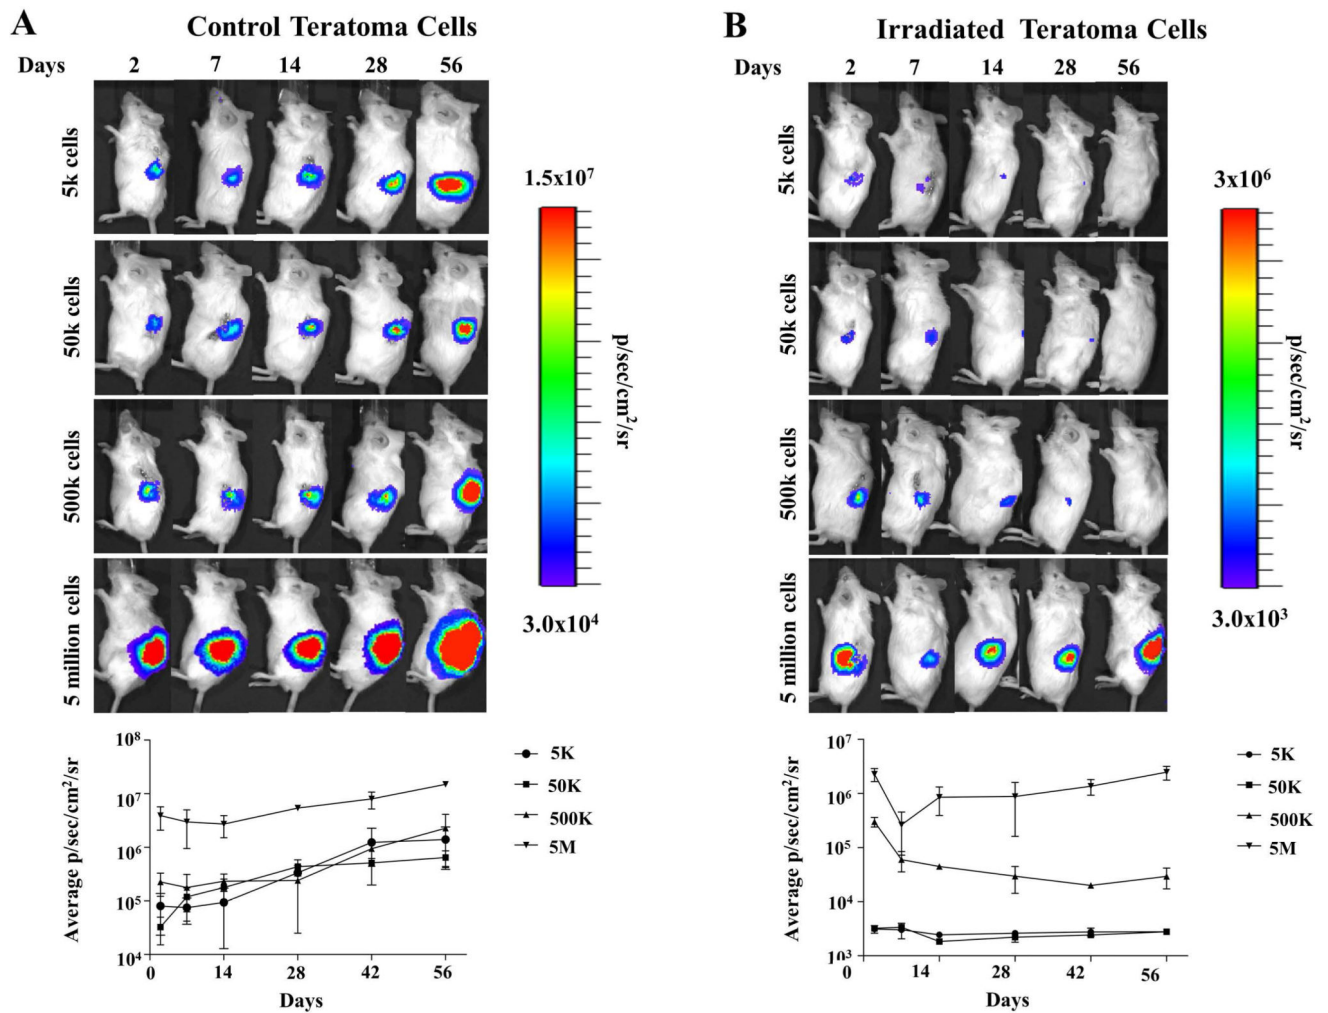 A
Control Teratoma Cells
Days 2 7 14 28 56
5k cells
50k cells
500k cells
5 million cells
1.5x10⁷
p/sec/cm²/sr
3.0x10⁴
10⁸
10⁷
10⁶
10⁵
10⁴
Average p/sec/cm²/sr
0 14 28 42 56
Days
5K
50K
500K
5M
B
Irradiated Teratoma Cells
Days 2 7 14 28 56
5k cells
50k cells
500k cells
5 million cells
3x10⁶
p/sec/cm²/sr
3.0x10³
10⁷
10⁶
10⁵
10⁴
10³
Average p/sec/cm²/sr
0 14 28 42 56
Days
5K
50K
500K
5M